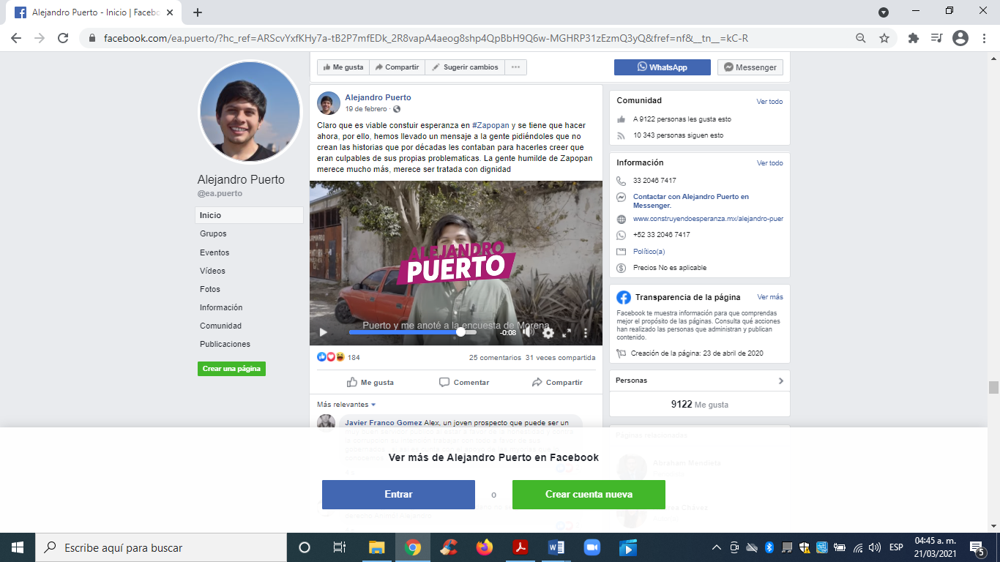 Alejandro Puerto - Inicio | Facebo
facebook.com/ea.puerto/?hc_ref=ARScvYxfKHy7a-tB2P7mfEDk_2R8vapA4aeog8shp4QpBbH9Q6w-MGHRP31zEzmQ3yQ&fref=nf&__tn__=kC-R
Alejandro Puerto
@ea.puerto
Inicio
Grupos
Eventos
Vídeos
Fotos
Información
Comunidad
Publicaciones
Crear una página
Me gusta
Compartir
Sugerir cambios
WhatsApp
Messenger
Alejandro Puerto
19 de febrero ·
Claro que es viable constuir esperanza en #Zapopan y se tiene que hacer
ahora, por ello, hemos llevado un mensaje a la gente pidiéndoles que no
crean las historias que por décadas les contaban para hacerles creer que
eran culpables de sus propias problematicas. La gente humilde de Zapopan
merece mucho más, merece ser tratada con dignidad
ALEJANDRO
PUERTO
Puerto y me anoté a la encuesta de Morena
-0:08
184
25 comentarios 31 veces compartida
Me gusta
Comentar
Compartir
Más relevantes
Javier Franco Gomez Alex, un joven prospecto que puede ser un
Comunidad
Ver todo
A 9122 personas les gusta esto
10 343 personas siguen esto
Información
Ver todo
33 2046 7417
Contactar con Alejandro Puerto en
Messenger.
www.construyendoesperanza.mx/alejandro-puer
+52 33 2046 7417
Político(a)
Precios No es aplicable
Transparencia de la página
Ver más
Facebook te muestra información para que comprendas
mejor el propósito de las páginas. Consulta qué acciones
han realizado las personas que administran y publican
contenido.
Creación de la página: 23 de abril de 2020
Personas
9122 Me gusta
Páginas relacionadas
Abraham Mendieta
Chávez
Ver más de Alejandro Puerto en Facebook
Entrar
o
Crear cuenta nueva
Escribe aquí para buscar
ESP
04:45 a. m.
21/03/2021
5